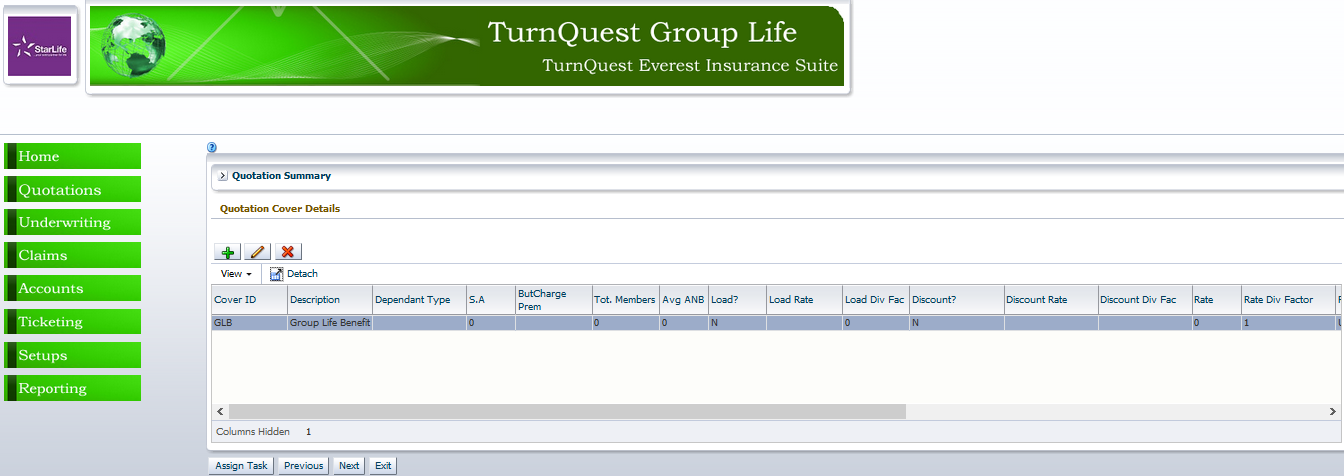 StarLife
TurnQuest Group Life
TurnQuest Everest Insurance Suite
Home
Quotations
Underwriting
Claims
Accounts
Ticketing
Setups
Reporting
Quotation Summary
Quotation Cover Details
View Detach
Cover ID Description Dependant Type S.A ButCharge Prem Tot. Members Avg ANB Load? Load Rate Load Div Fac Discount? Discount Rate Discount Div Fac Rate Rate Div Factor
GLB Group Life Benefit 0 0 0 N 0 N 0 1
Columns Hidden 1
Assign Task Previous Next Exit